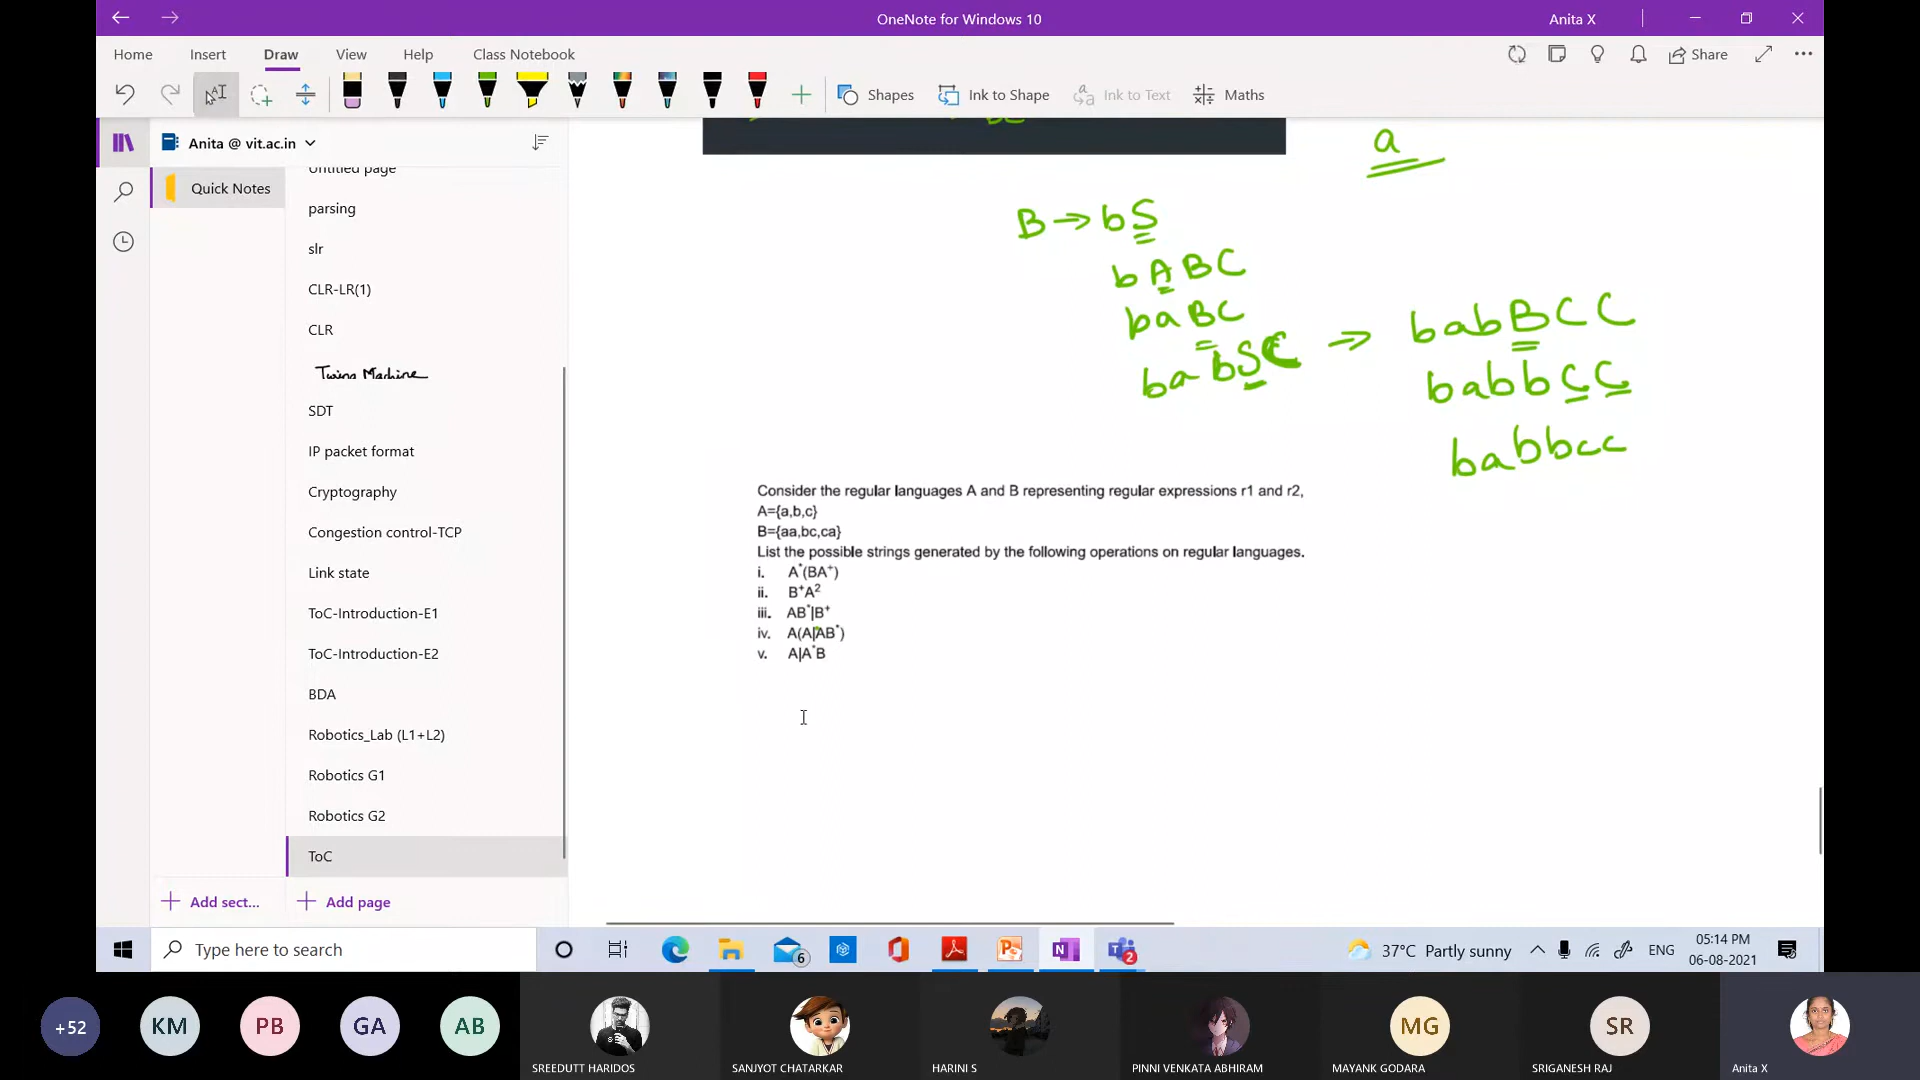 OneNote for Windows 10
Anita X
Home Insert Draw View Help Class Notebook
Share
Shapes Ink to Shape Ink to Text Maths
Anita @ vit.ac.in
Quick Notes
Untitled page
parsing
slr
CLR-LR(1)
CLR
Machine
SDT
IP packet format
Cryptography
Congestion control-TCP
Link state
ToC-Introduction-E1
ToC-Introduction-E2
BDA
Robotics_Lab (L1+L2)
Robotics G1
Robotics G2
ToC
Add sect...
Add page
a
B → bS
bABC
baBC
babSC → babBCC
babbCC
babbcc
Consider the regular languages A and B representing regular expressions r1 and r2,
A={a,b,c}
B={aa,bc,ca}
List the possible strings generated by the following operations on regular languages.
i. A*(BA⁺)
ii. B⁺A²
iii. AB*|B⁺
iv. A(A|AB*)
v. A|A*B
Type here to search
6
2
37°C Partly sunny
ENG
05:14 PM
06-08-2021
+52
KM
PB
GA
AB
MG
SR
SREEDUTT HARIDOS
SANJYOT CHATARKAR
HARINI S
PINNI VENKATA ABHIRAM
MAYANK GODARA
SRIGANESH RAJ
Anita X